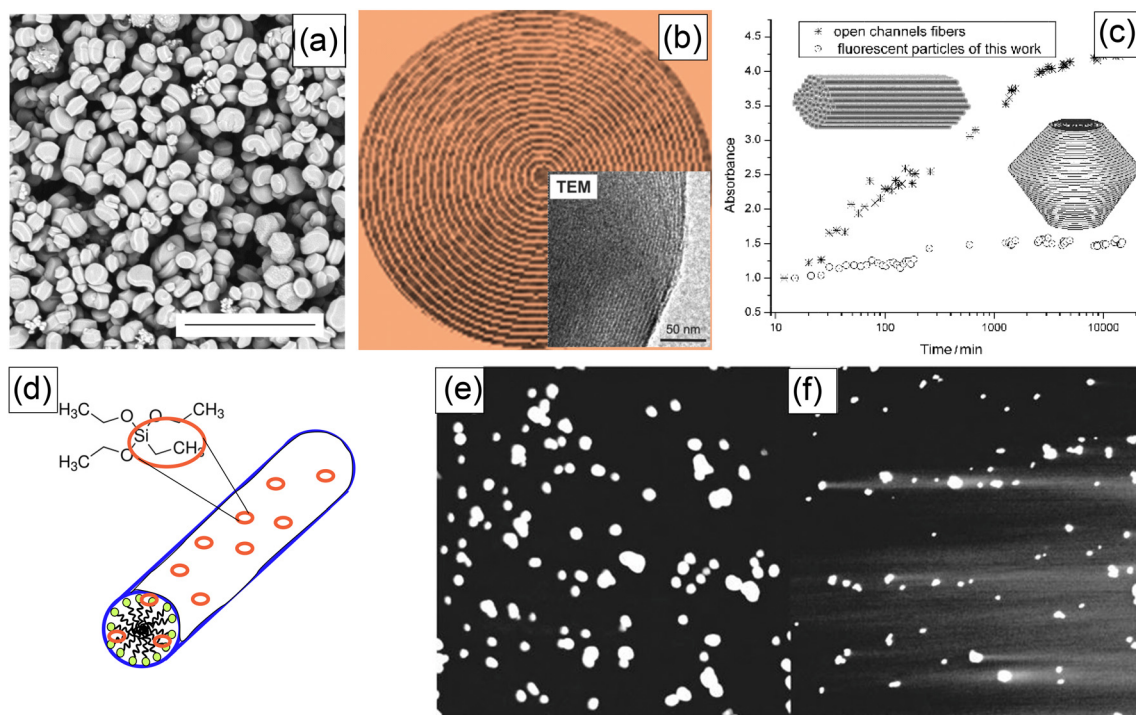 (a)
(b)
TEM
50 nm
(c)
open channels fibers
fluorescent particles of this work
4.5
4.0
3.5
3.0
2.5
2.0
1.5
1.0
0.5
Absorbance
10
100
1000
10000
Time/min
(d)
H₃C
O
O
CH₃
Si
H₃C
O
CH₃
(e)
(f)